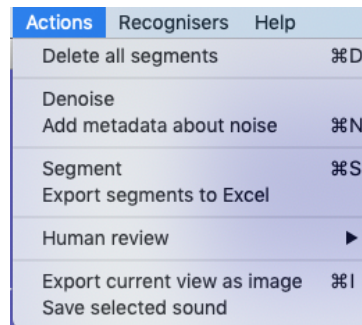 Actions Recognisers Help
Delete all segments ⌘D
Denoise
Add metadata about noise ⌘N
Segment ⌘S
Export segments to Excel
Human review ▶
Export current view as image ⌘I
Save selected sound